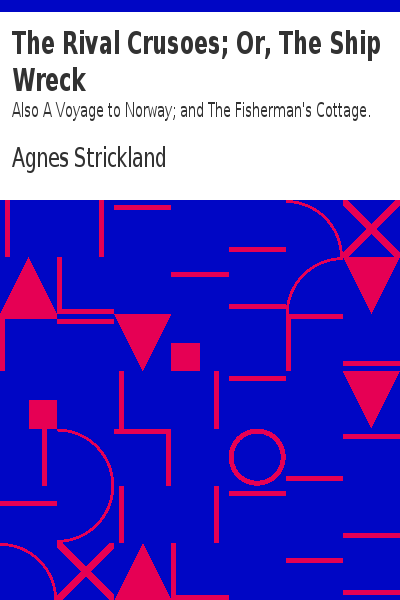 The Rival Crusoes; Or, The Ship
Wreck
Also A Voyage to Norway; and The Fisherman's Cottage.
Agnes Strickland